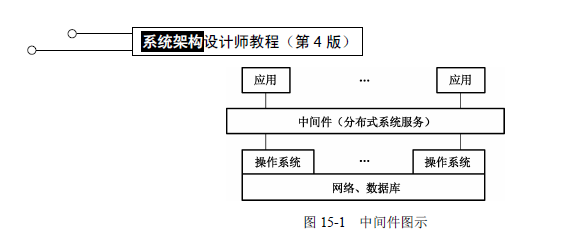 系统架构设计师教程（第 4 版）
应用 … 应用
中间件（分布式系统服务）
操作系统 … 操作系统
网络、数据库
图 15-1 中间件图示